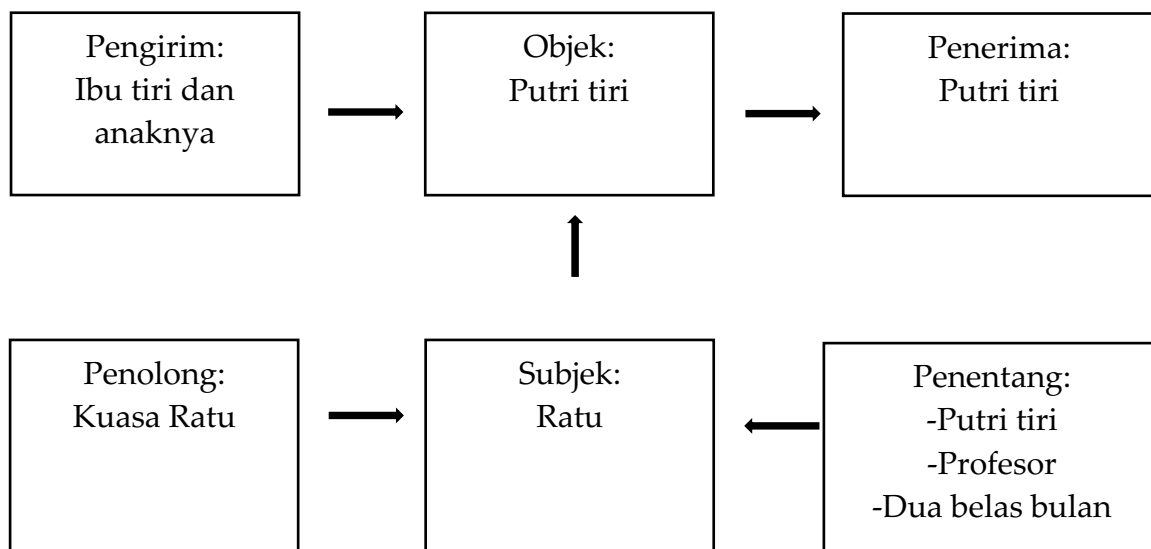 Pengirim:
Ibu tiri dan
anaknya
Objek:
Putri tiri
Penerima:
Putri tiri
Penolong:
Kuasa Ratu
Subjek:
Ratu
Penentang:
-Putri tiri
-Profesor
-Dua belas bulan